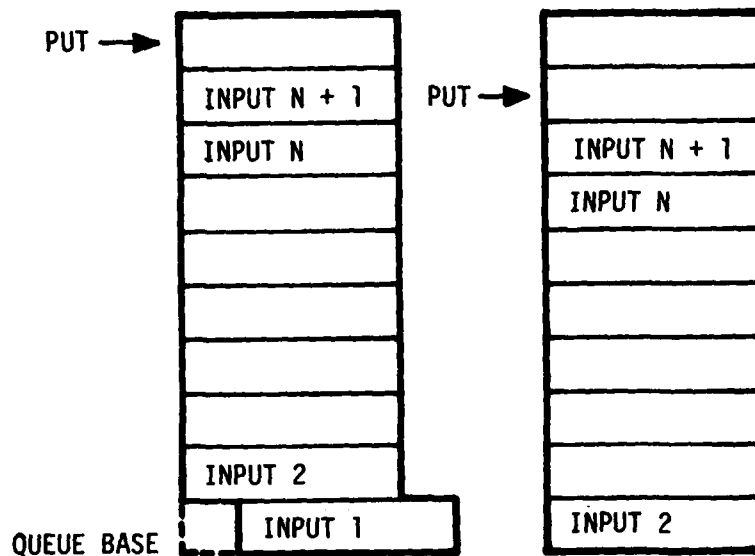 PUT
INPUT N + 1
INPUT N
INPUT 2
INPUT 1
QUEUE BASE
PUT
INPUT N + 1
INPUT N
INPUT 2